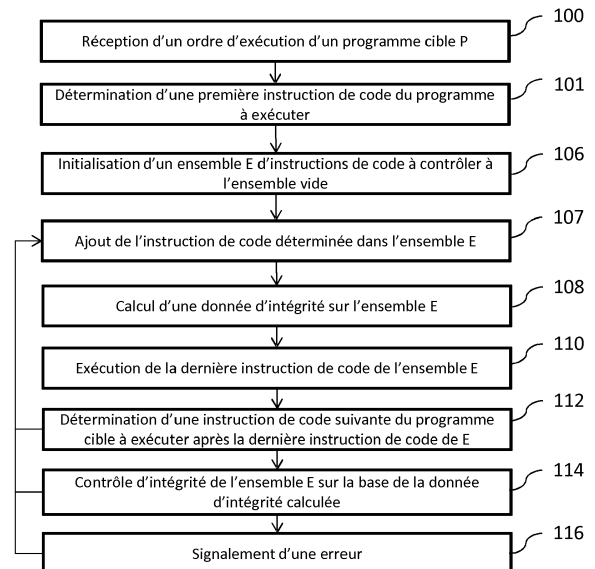 100
Réception d'un ordre d'exécution d'un programme cible P
101
Détermination d'une première instruction de code du programme
à exécuter
106
Initialisation d'un ensemble E d'instructions de code à contrôler à
l'ensemble vide
107
Ajout de l'instruction de code déterminée dans l'ensemble E
108
Calcul d'une donnée d'intégrité sur l'ensemble E
110
Exécution de la dernière instruction de code de l'ensemble E
112
Détermination d'une instruction de code suivante du programme
cible à exécuter après la dernière instruction de code de E
114
Contrôle d'intégrité de l'ensemble E sur la base de la donnée
d'intégrité calculée
116
Signalement d'une erreur